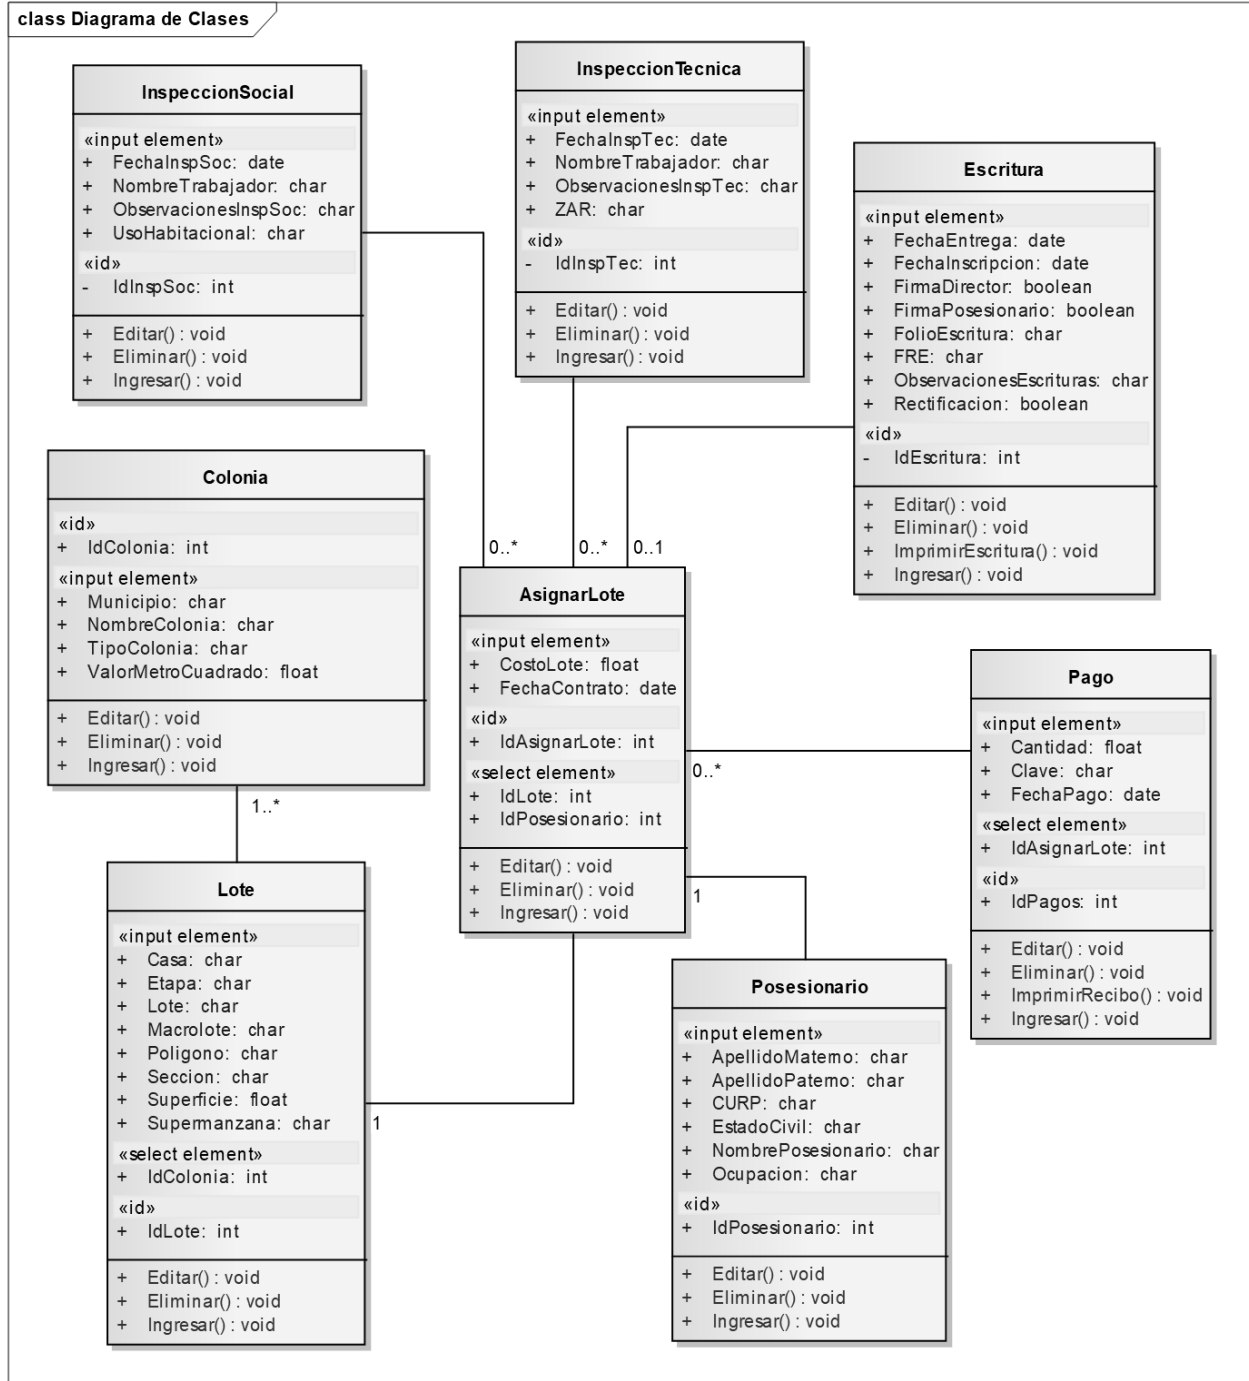 class Diagrama de Clases
InspeccionSocial
«input element»
+ FechaInspSoc: date
+ NombreTrabajador: char
+ ObservacionesInspSoc: char
+ UsoHabitacional: char
«id»
- IdInspSoc: int
+ Editar() : void
+ Eliminar() : void
+ Ingresar() : void
InspeccionTecnica
«input element»
+ FechaInspTec: date
+ NombreTrabajador: char
+ ObservacionesInspTec: char
+ ZAR: char
«id»
- IdInspTec: int
+ Editar() : void
+ Eliminar() : void
+ Ingresar() : void
Escritura
«input element»
+ FechaEntrega: date
+ FechaInscripcion: date
+ FirmaDirector: boolean
+ FirmaPosesionario: boolean
+ FolioEscritura: char
+ FRE: char
+ ObservacionesEscrituras: char
+ Rectificacion: boolean
«id»
- IdEscritura: int
+ Editar() : void
+ Eliminar() : void
+ ImprimirEscritura() : void
+ Ingresar() : void
Colonia
«id»
+ IdColonia: int
«input element»
+ Municipio: char
+ NombreColonia: char
+ TipoColonia: char
+ ValorMetroCuadrado: float
+ Editar() : void
+ Eliminar() : void
+ Ingresar() : void
0..*
0..*
0..1
AsignarLote
«input element»
+ CostoLote: float
+ FechaContrato: date
«id»
+ IdAsignarLote: int
«select element»
+ IdLote: int
+ IdPosesionario: int
+ Editar() : void
+ Eliminar() : void
+ Ingresar() : void
0..*
1
Pago
«input element»
+ Cantidad: float
+ Clave: char
+ FechaPago: date
«select element»
+ IdAsignarLote: int
«id»
+ IdPagos: int
+ Editar() : void
+ Eliminar() : void
+ ImprimirRecibo() : void
+ Ingresar() : void
1..*
Lote
«input element»
+ Casa: char
+ Etapa: char
+ Lote: char
+ Macrolote: char
+ Poligono: char
+ Seccion: char
+ Superficie: float
+ Supermanzana: char
«select element»
+ IdColonia: int
«id»
+ IdLote: int
+ Editar() : void
+ Eliminar() : void
+ Ingresar() : void
1
Posesionario
«input element»
+ ApellidoMaterno: char
+ ApellidoPaterno: char
+ CURP: char
+ EstadoCivil: char
+ NombrePosesionario: char
+ Ocupacion: char
«id»
+ IdPosesionario: int
+ Editar() : void
+ Eliminar() : void
+ Ingresar() : void